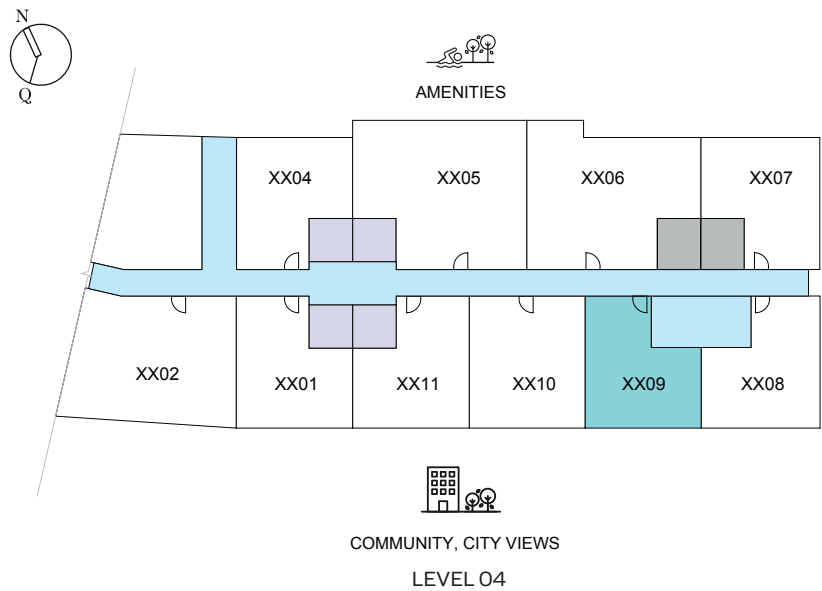 N
Q
AMENITIES
XX04
XX05
XX06
XX07
XX02
XX01
XX11
XX10
XX09
XX08
COMMUNITY, CITY VIEWS
LEVEL 04